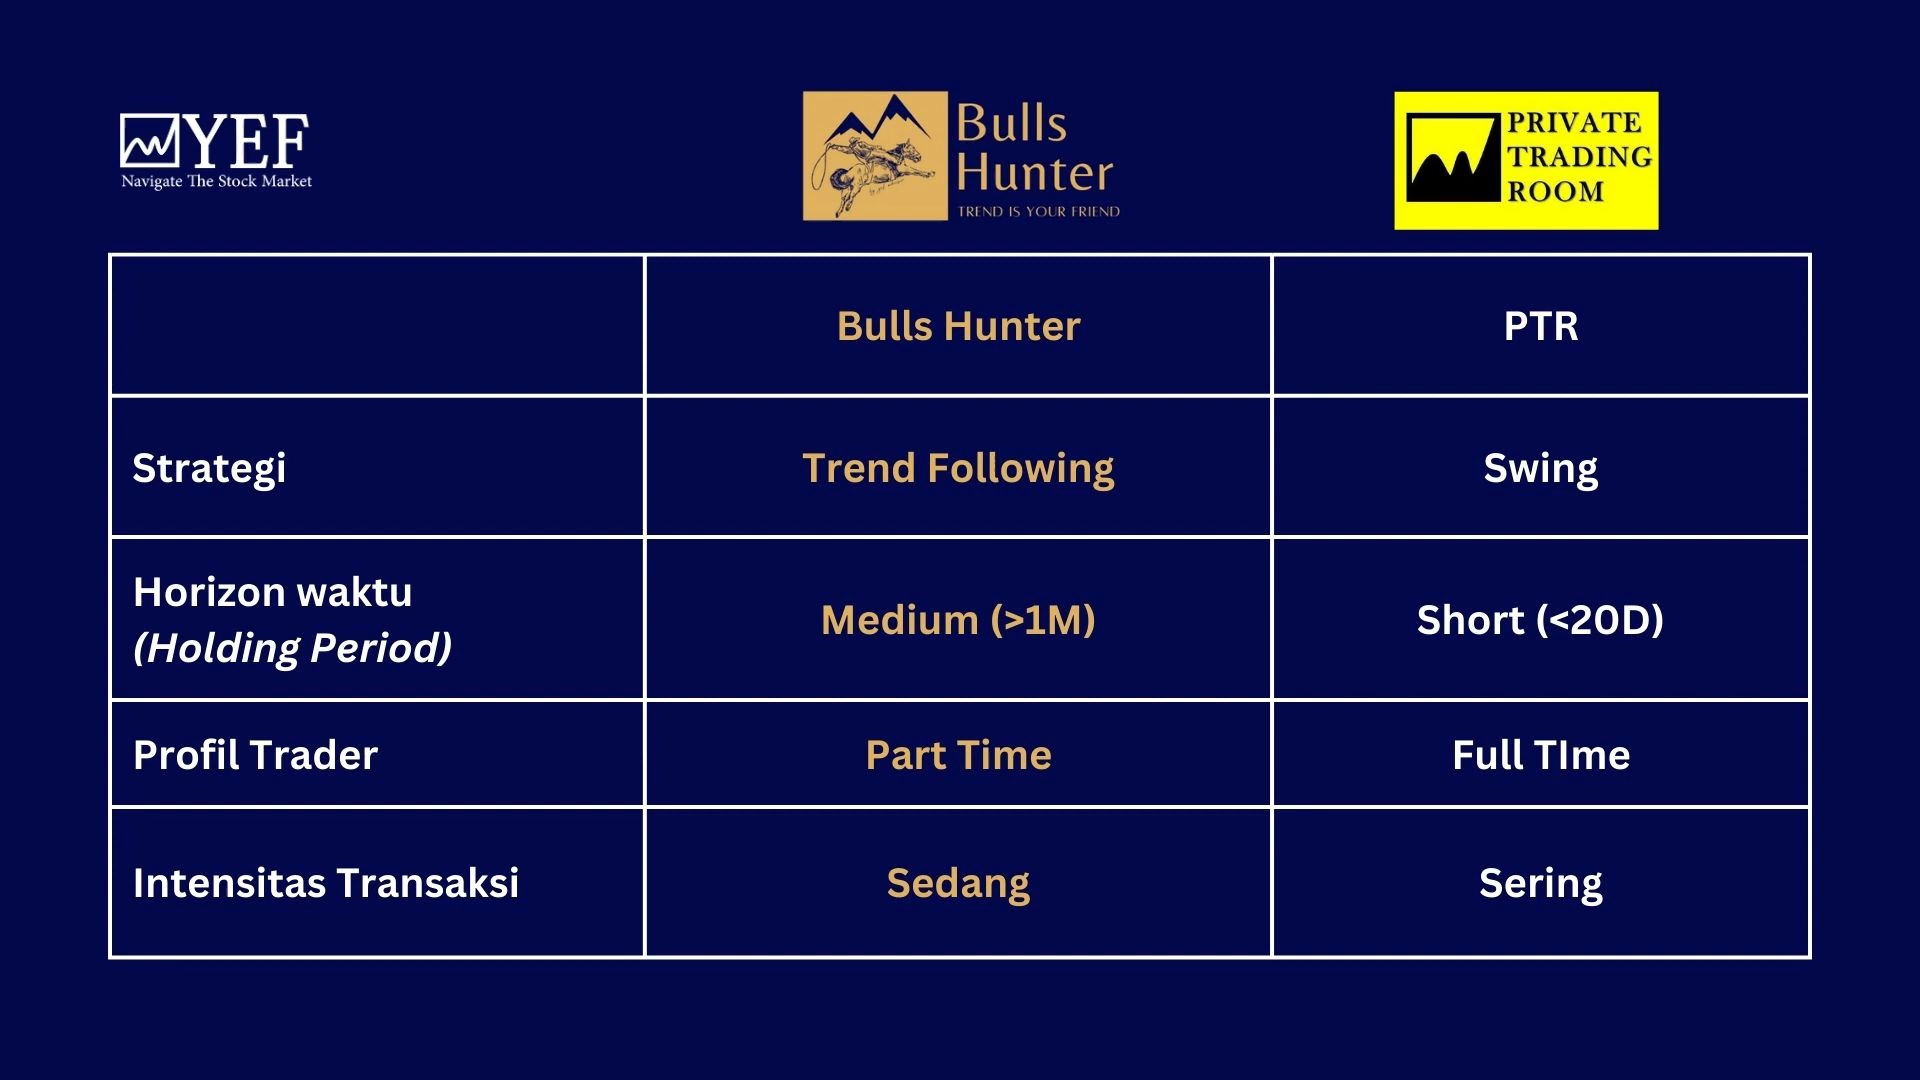 YEF
Navigate The Stock Market
Bulls
Hunter
TREND IS YOUR FRIEND
PRIVATE
TRADING
ROOM
Bulls Hunter
PTR
Strategi
Trend Following
Swing
Horizon waktu
(Holding Period)
Medium (>1M)
Short (<20D)
Profil Trader
Part Time
Full TIme
Intensitas Transaksi
Sedang
Sering